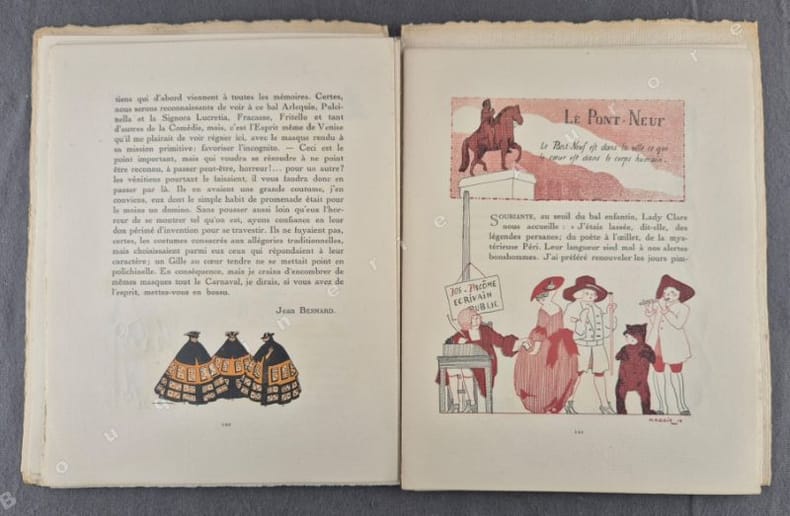 tiens qui d'abord viennent à toutes les mémoires. Certes,
nous serons reconnaissants de voir à ce bal Arlequin, Pulci-
nella et la Signora Lucretia, Fracasse, Fritello et tant
d'autres de la Comédie, mais, c'est l'Esprit même de Venise
qu'il me plairait de voir régner ici, avec le masque rendu à
sa mission primitive: favoriser l'incognito. — Ceci est le
point important, mais qui voudra se résoudre à ne point
être reconnu, à passer peut-être, horreur!... pour un autre?
les vénitiens pourtant le faisaient, il vous faudra donc en
passer par là. Ils en avaient une grande coutume, j'en
conviens, eux dont le simple habit de promenade était pour
le moins un domino. Sans pousser aussi loin qu'eux l'hor-
reur de se montrer tel qu'on est, ayons confiance en leur
don périmé d'invention pour se travestir. Ils ne fuyaient pas,
certes, les costumes consacrés aux allégories traditionnelles,
mais choisissaient parmi eux ceux qui répondaient à leur
caractère; un Gille au cœur tendre ne se mettait point en
polichinelle. En conséquence, mais je crains d'encombrer de
mêmes masques tout le Carnaval, je dirais, si vous avez de
l'esprit, mettez-vous en bossu.
Jean BESNARD.
LE PONT-NEUF
Le Pont-Neuf est dans la ville ce que
le cœur est dans le corps humain.
SOURIANTE, au seuil du bal enfantin, Lady Clare
nous accueille : « J'étais lassée, dit-elle, des
légendes persanes; du poète à l'œillet, de la mys-
térieuse Péri. Leur langueur sied mal à nos alertes
bonshommes. J'ai préféré renouveler les jours pim-
JOS. PACÔME
ECRIVAIN
PUBLIC